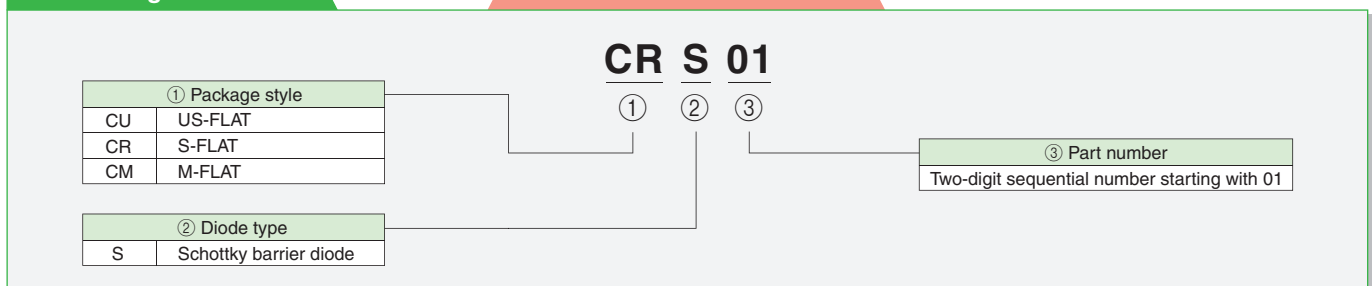 CR S 01
① ② ③
① Package style
CU US-FLAT
CR S-FLAT
CM M-FLAT
③ Part number
Two-digit sequential number starting with 01
② Diode type
S Schottky barrier diode